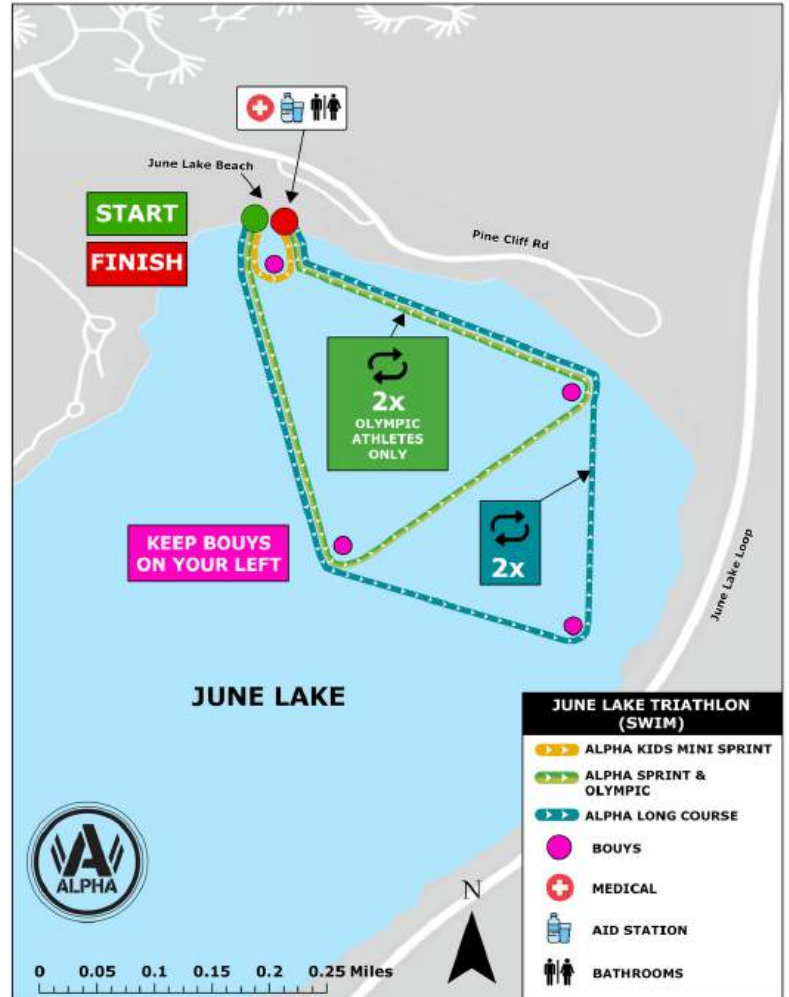 June Lake Beach
START
FINISH
Pine Cliff Rd
2x
OLYMPIC
ATHLETES
ONLY
KEEP BOUYS
ON YOUR LEFT
2x
June Lake Loop
JUNE LAKE
JUNE LAKE TRIATHLON
(SWIM)
ALPHA KIDS MINI SPRINT
ALPHA SPRINT &
OLYMPIC
ALPHA LONG COURSE
BOUYS
MEDICAL
AID STATION
BATHROOMS
A
ALPHA
N
0 0.05 0.1 0.15 0.2 0.25 Miles